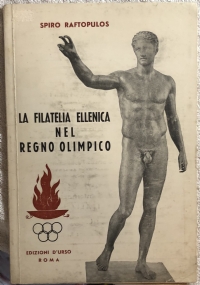 SPIRO RAFTOPULOS
LA FILATELIA ELLENICA
NEL
REGNO OLIMPICO
EDIZIONI D'URSO
ROMA